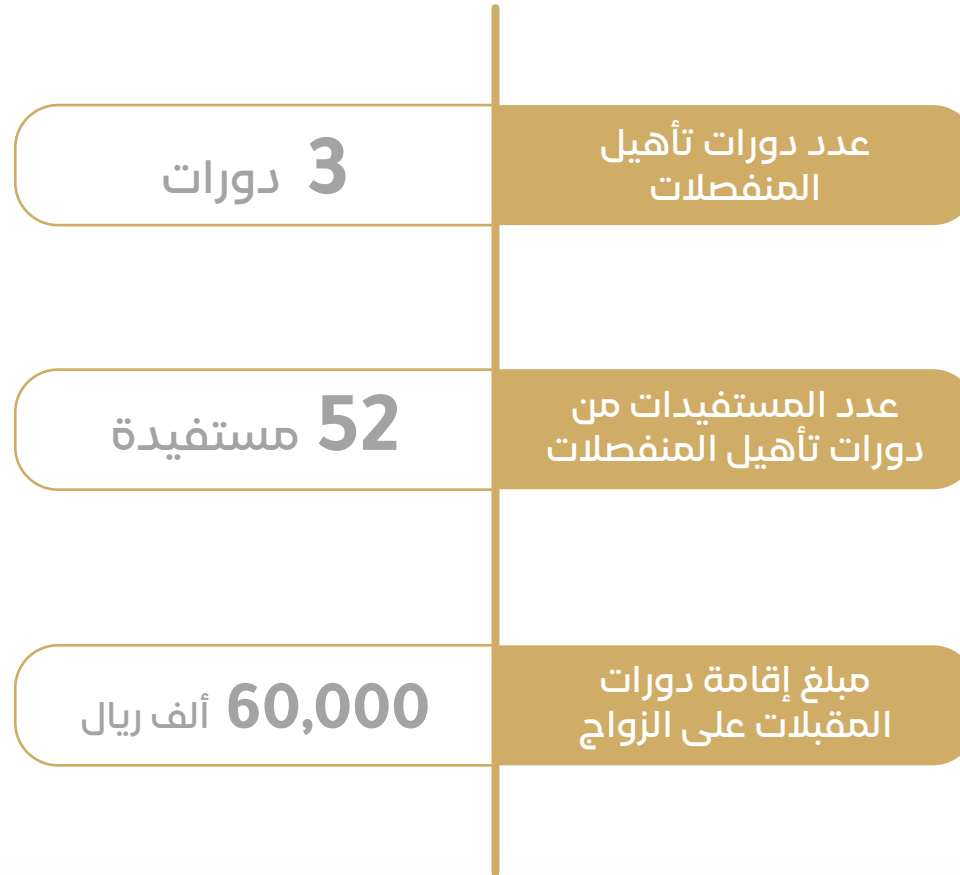 عدد دورات تأهيل
المنفصلات
3 دورات
عدد المستفيدات من
دورات تأهيل المنفصلات
52 مستفيدة
مبلغ إقامة دورات
المقبلات على الزواج
60,000 ألف ريال